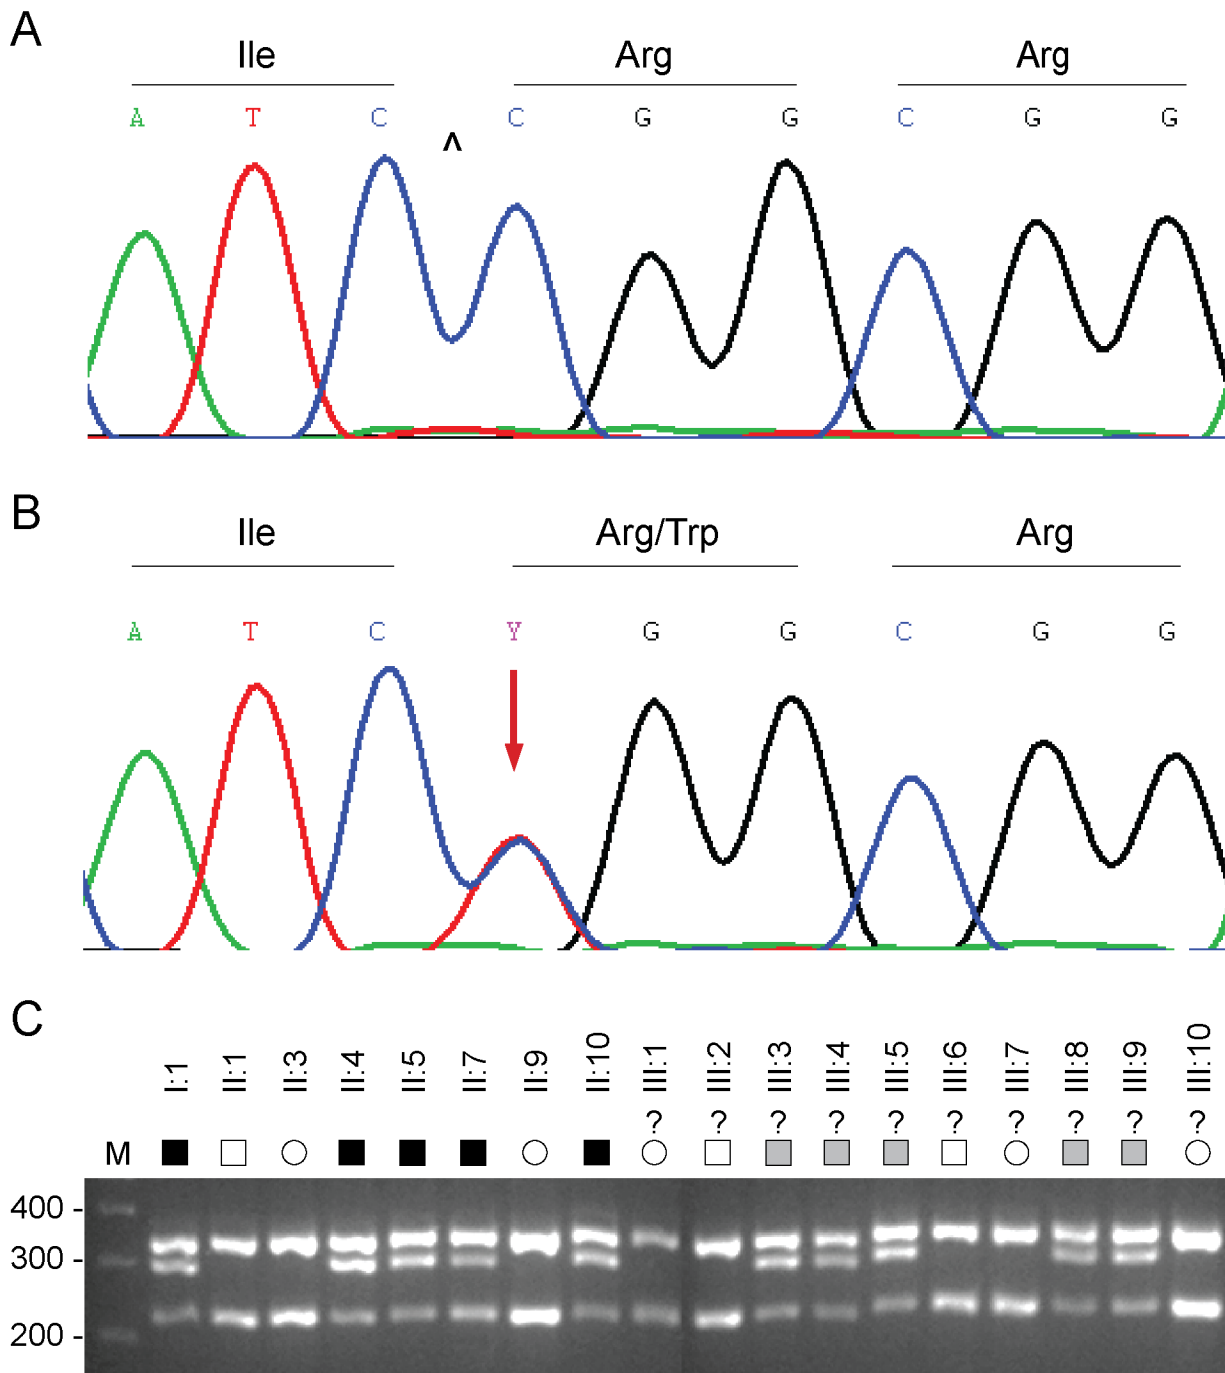 A
Ile Arg Arg
A T C C G G C G G
^
B
Ile Arg/Trp Arg
A T C Y G G C G G
C
I:1 II:1 II:3 II:4 II:5 II:7 II:9 II:10 III:1 III:2 III:3 III:4 III:5 III:6 III:7 III:8 III:9 III:10
? ? ? ? ? ? ? ? ? ?
M
400 -
300 -
200 -